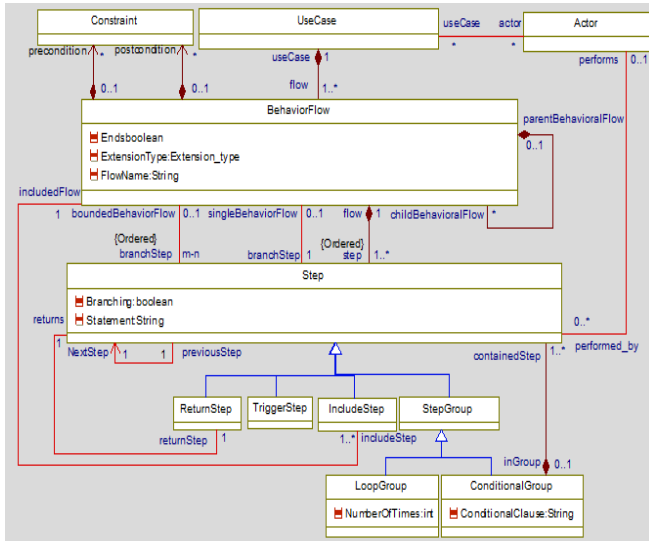 Constraint
UseCase
useCase
actor
Actor
*
*
precondition
*
postcondition
*
useCase
1
performs
0..1
0..1
0..1
flow
1..*
BehaviorFlow
parentBehavioralFlow
Endsboolean
0..1
ExtensionType:Extension_type
FlowName:String
includedFlow
1
boundedBehaviorFlow
0..1
singleBehaviorFlow
0..1
flow
1
childBehavioralFlow
*
{Ordered}
{Ordered}
branchStep
m-n
branchStep
1
step
1..*
Step
Branching:boolean
Statement:String
returns
0..*
1
NextStep
1
1
previousStep
containedStep
1..*
performed_by
ReturnStep
TriggerStep
IncludeStep
StepGroup
returnStep
1
1..*
includeStep
inGroup
0..1
LoopGroup
ConditionalGroup
NumberOfTimes:int
ConditionalClause:String